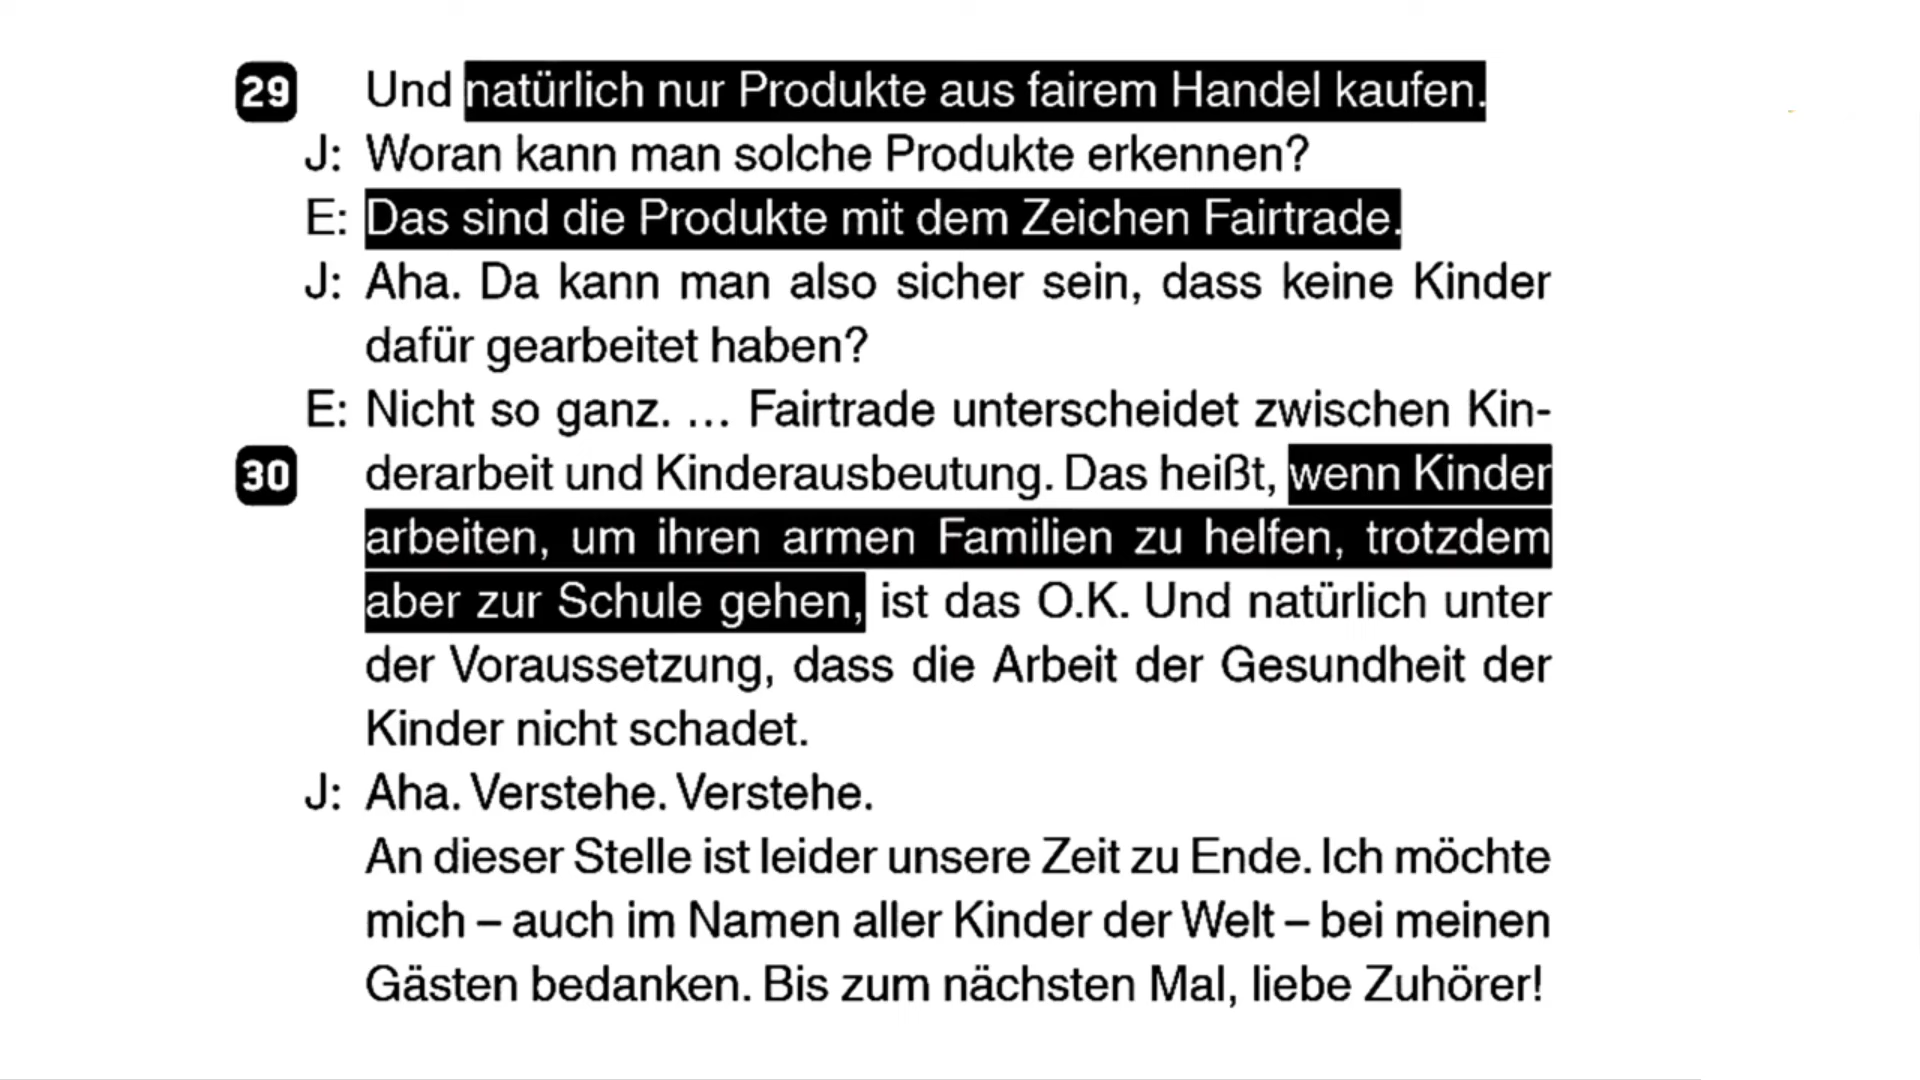 29 Und natürlich nur Produkte aus fairem Handel kaufen.
J: Woran kann man solche Produkte erkennen?
E: Das sind die Produkte mit dem Zeichen Fairtrade.
J: Aha. Da kann man also sicher sein, dass keine Kinder
dafür gearbeitet haben?
E: Nicht so ganz. ... Fairtrade unterscheidet zwischen Kin-
30 derarbeit und Kinderausbeutung. Das heißt, wenn Kinder
arbeiten, um ihren armen Familien zu helfen, trotzdem
aber zur Schule gehen, ist das O.K. Und natürlich unter
der Voraussetzung, dass die Arbeit der Gesundheit der
Kinder nicht schadet.
J: Aha. Verstehe. Verstehe.
An dieser Stelle ist leider unsere Zeit zu Ende. Ich möchte
mich – auch im Namen aller Kinder der Welt – bei meinen
Gästen bedanken. Bis zum nächsten Mal, liebe Zuhörer!